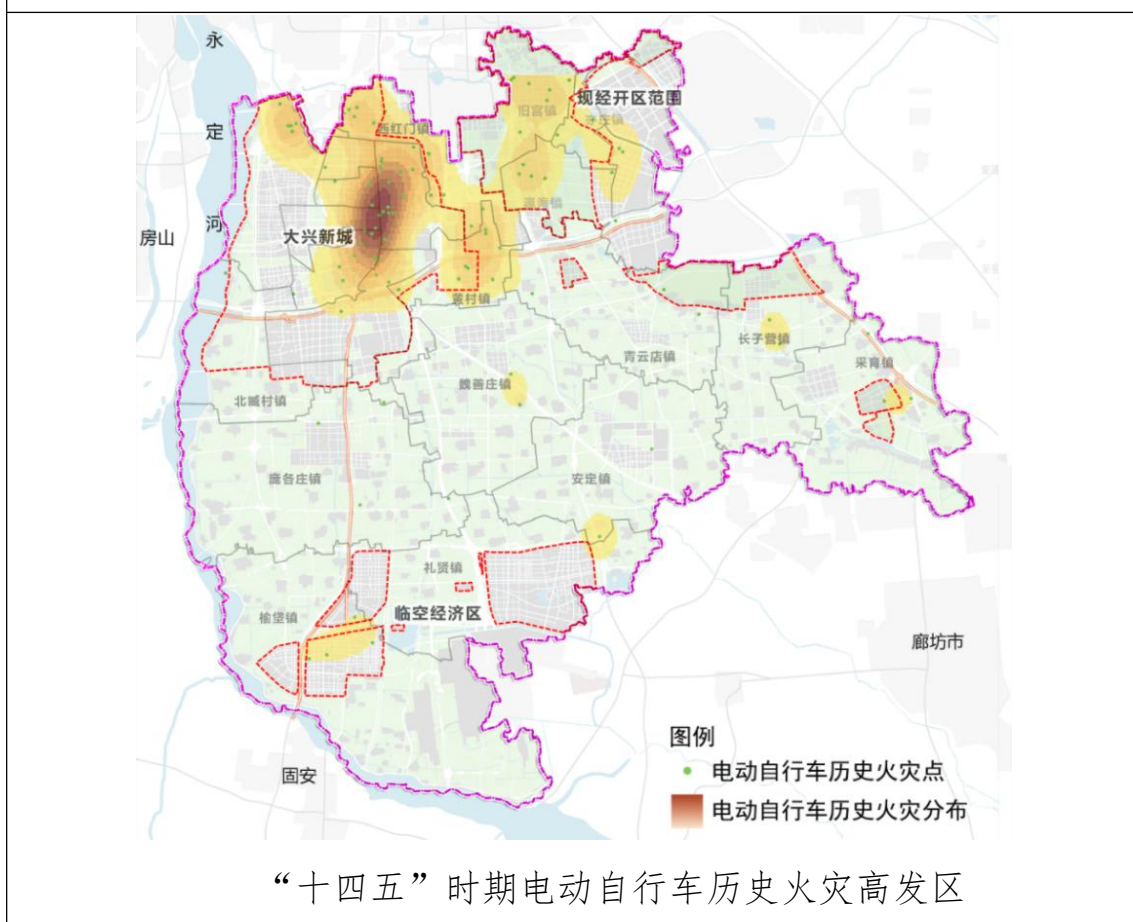 永
定
河
房山
旧宫镇
现经开区范围
西红门镇
瀛海镇
大兴新城
黄村镇
青云店镇
长子营镇
采育镇
魏善庄镇
北臧村镇
庞各庄镇
安定镇
礼贤镇
榆垡镇
临空经济区
廊坊市
固安
图例
电动自行车历史火灾点
电动自行车历史火灾分布
“十四五”时期电动自行车历史火灾高发区